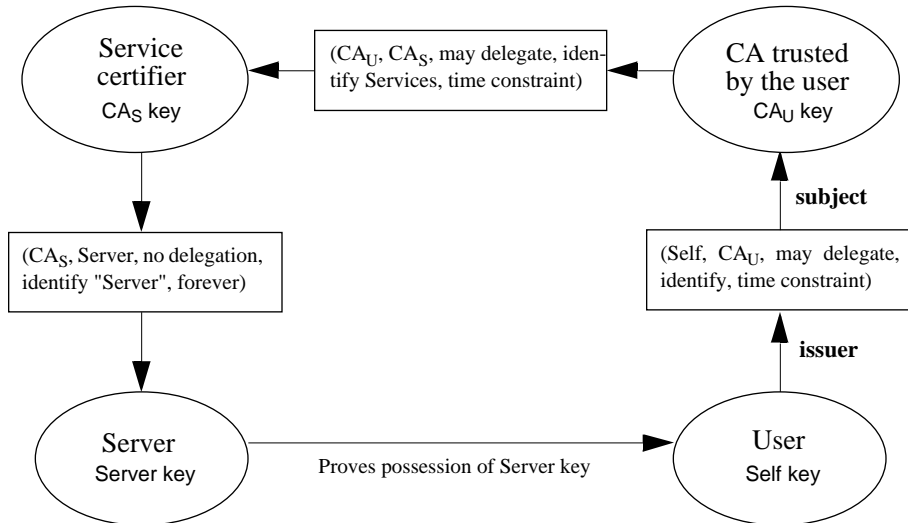 Service
certifier
CAS key
(CAU, CAS, may delegate, iden-
tify Services, time constraint)
CA trusted
by the user
CAU key
subject
(CAS, Server, no delegation,
identify "Server", forever)
(Self, CAU, may delegate,
identify, time constraint)
issuer
Server
Server key
Proves possession of Server key
User
Self key